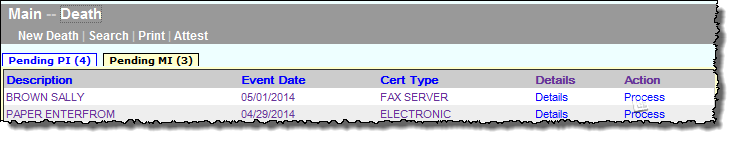 Main -- Death
New Death | Search | Print | Attest
Pending PI (4) Pending MI (3)
Description Event Date Cert Type Details Action
BROWN SALLY 05/01/2014 FAX SERVER Details Process
PAPER ENTERFROM 04/29/2014 ELECTRONIC Details Process